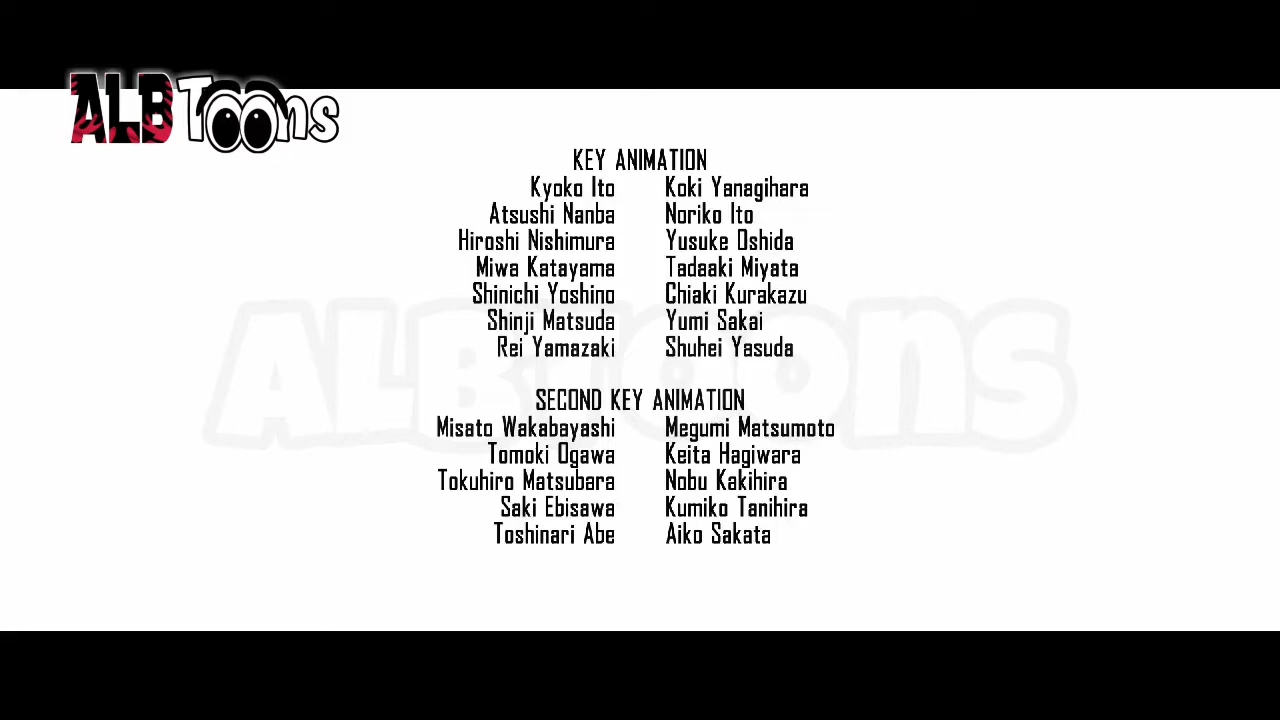 ALBToons
KEY ANIMATION
Kyoko Ito Koki Yanagihara
Atsushi Nanba Noriko Ito
Hiroshi Nishimura Yusuke Oshida
Miwa Katayama Tadaaki Miyata
Shinichi Yoshino Chiaki Kurakazu
Shinji Matsuda Yumi Sakai
Rei Yamazaki Shuhei Yasuda
ALBToons
SECOND KEY ANIMATION
Misato Wakabayashi Megumi Matsumoto
Tomoki Ogawa Keita Hagiwara
Tokuhiro Matsubara Nobu Kakihira
Saki Ebisawa Kumiko Tanihira
Toshinari Abe Aiko Sakata